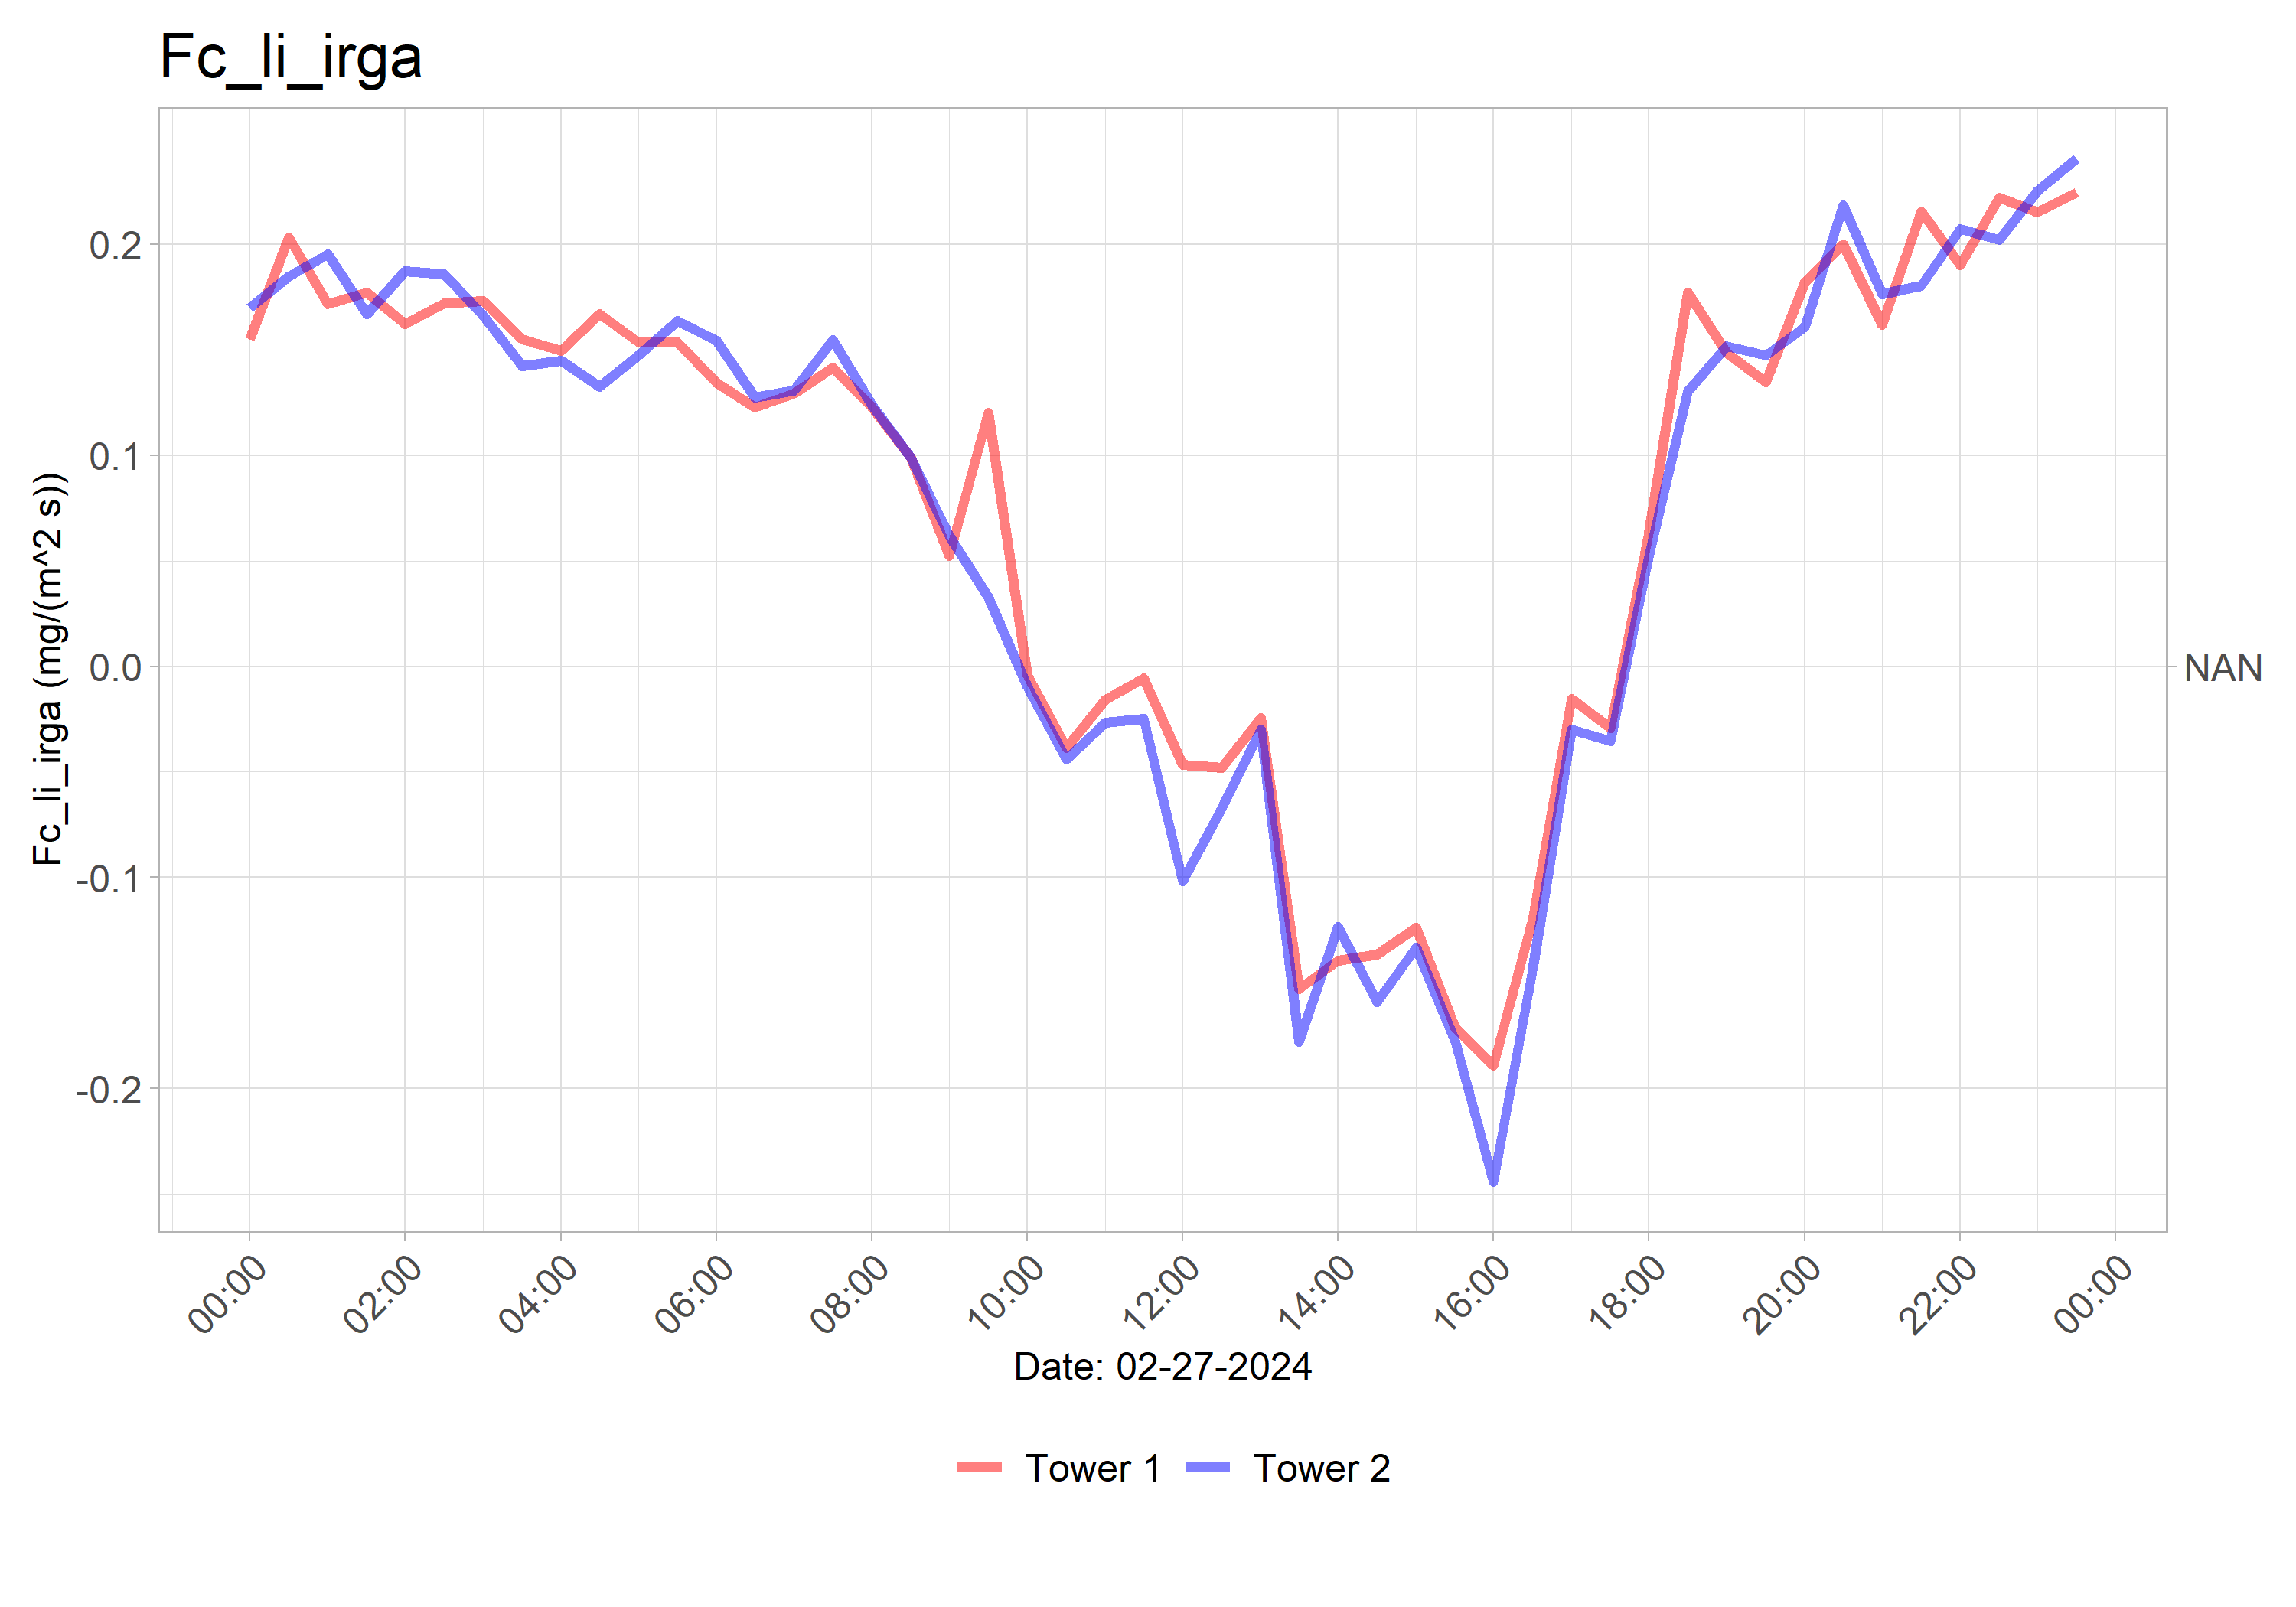 Fc_li_irga
Fc_li_irga (mg/(m^2 s))
0.2
0.1
0.0
-0.1
-0.2
NAN
00:00 02:00 04:00 06:00 08:00 10:00 12:00 14:00 16:00 18:00 20:00 22:00 00:00
Date: 02-27-2024
Tower 1 Tower 2